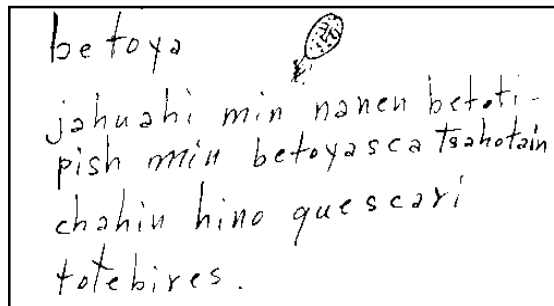 betoya
jahuahi min nanen betoti-
pish min betoyasca tsahotain
chahin hino quescari
totebires.